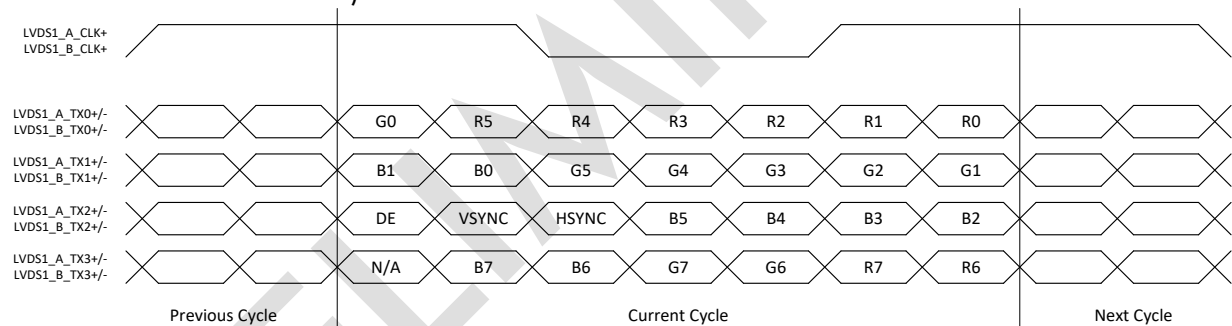 LVDS1_A_CLK+
LVDS1_B_CLK+
LVDS1_A_TX0+/-
LVDS1_B_TX0+/-
G0 R5 R4 R3 R2 R1 R0
LVDS1_A_TX1+/-
LVDS1_B_TX1+/-
B1 B0 G5 G4 G3 G2 G1
LVDS1_A_TX2+/-
LVDS1_B_TX2+/-
DE VSYNC HSYNC B5 B4 B3 B2
LVDS1_A_TX3+/-
LVDS1_B_TX3+/-
N/A B7 B6 G7 G6 R7 R6
Previous Cycle Current Cycle Next Cycle